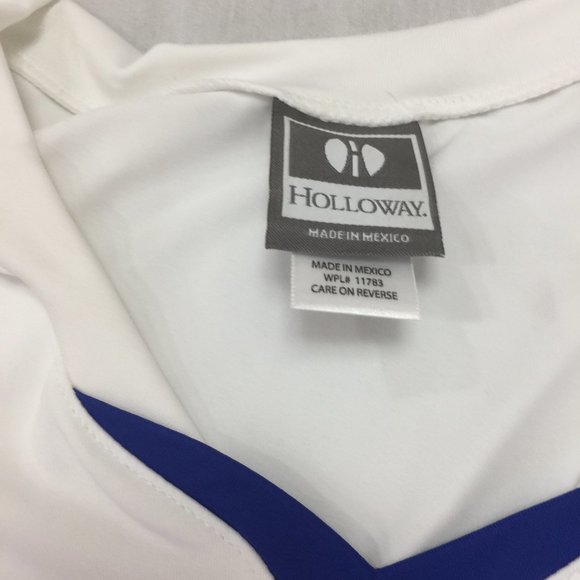 HOLLOWAY.
MADE IN MEXICO
MADE IN MEXICO
WPL# 11783
CARE ON REVERSE